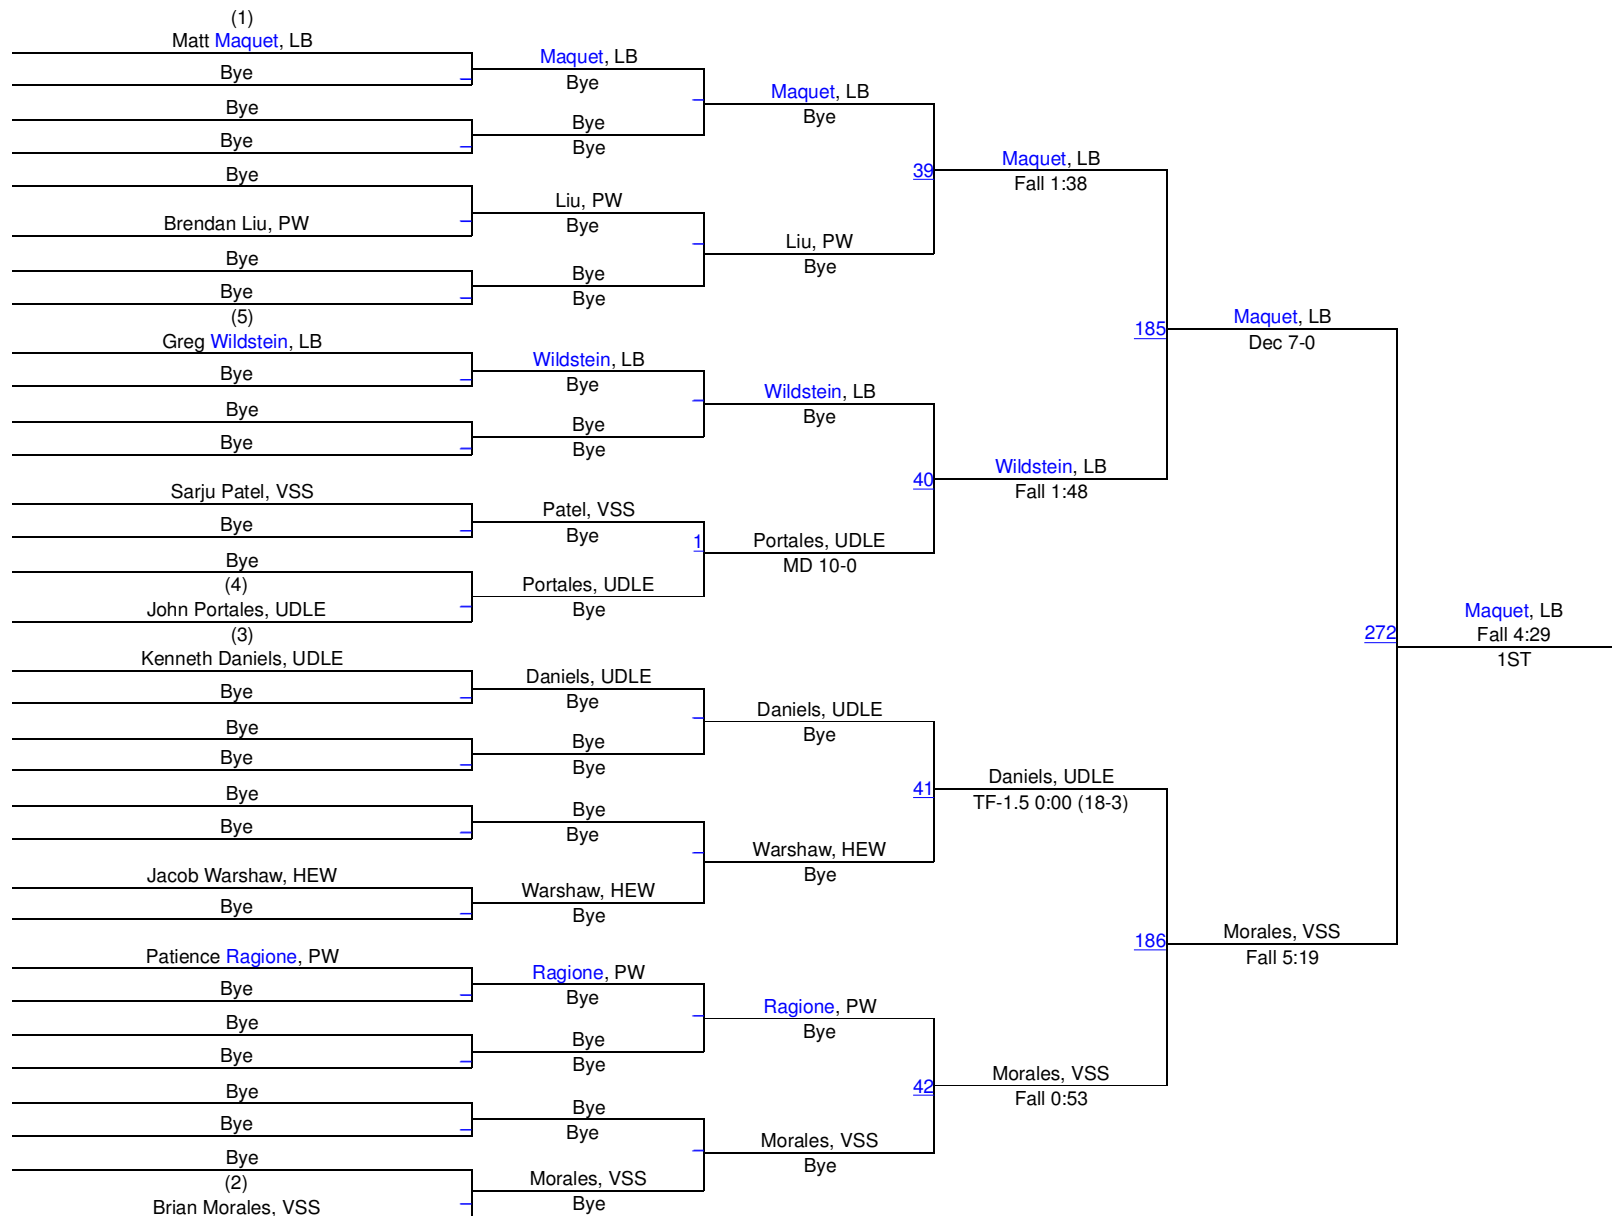 (1)
Matt Maquet, LB
Bye
Bye
Bye
Bye
Brendan Liu, PW
Bye
Bye
(5)
Greg Wildstein, LB
Bye
Bye
Bye
Sarju Patel, VSS
Bye
Bye
(4)
John Portales, UDLE
(3)
Kenneth Daniels, UDLE
Bye
Bye
Bye
Bye
Bye
Jacob Warshaw, HEW
Bye
Patience Ragione, PW
Bye
Bye
Bye
Bye
Bye
Bye
(2)
Brian Morales, VSS
Maquet, LB
Bye
Bye
Bye
Liu, PW
Bye
Bye
Bye
Wildstein, LB
Bye
Bye
Bye
Patel, VSS
Bye
1
Portales, UDLE
Bye
Daniels, UDLE
Bye
Bye
Bye
Bye
Bye
Warshaw, HEW
Bye
Ragione, PW
Bye
Bye
Bye
Bye
Bye
Morales, VSS
Bye
Maquet, LB
Bye
39
Liu, PW
Bye
Wildstein, LB
Bye
40
Portales, UDLE
MD 10-0
Daniels, UDLE
Bye
41
Warshaw, HEW
Bye
Ragione, PW
Bye
42
Morales, VSS
Bye
Maquet, LB
Fall 1:38
185
Wildstein, LB
Fall 1:48
Daniels, UDLE
TF-1.5 0:00 (18-3)
186
Morales, VSS
Fall 0:53
Maquet, LB
Dec 7-0
272
Morales, VSS
Fall 5:19
Maquet, LB
Fall 4:29
1ST